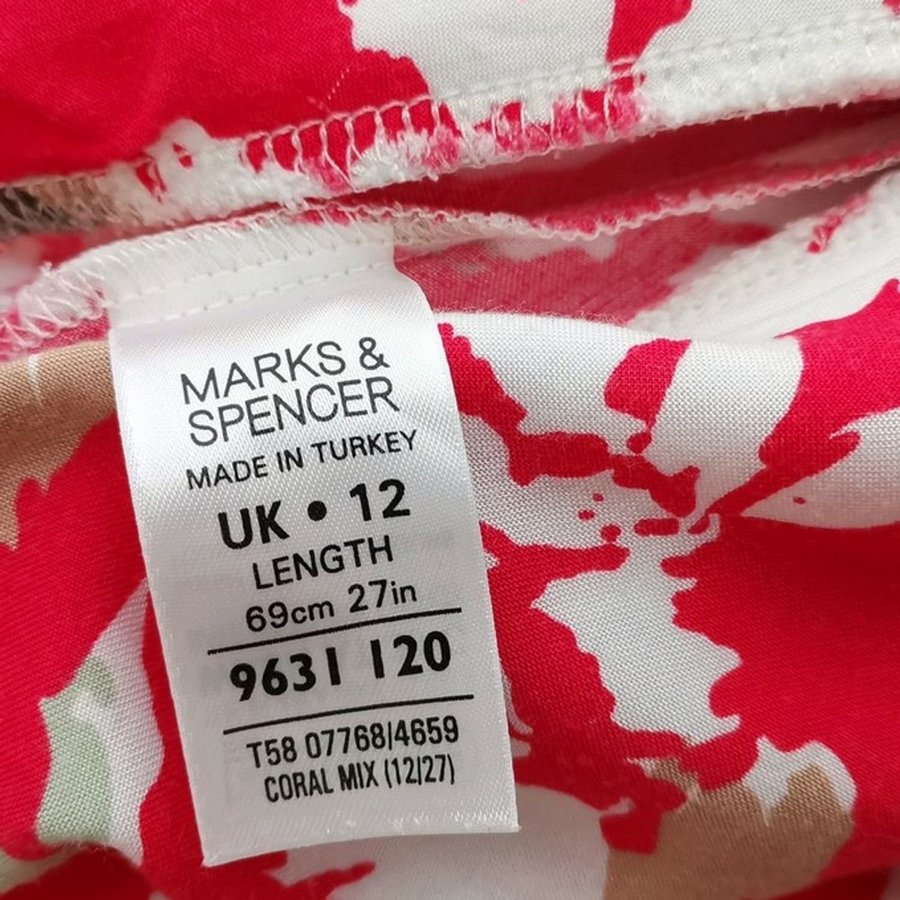 MARKS &
SPENCER
MADE IN TURKEY
UK • 12
LENGTH
69cm 27in
9631 120
T58 07768/4659
CORAL MIX (12/27)